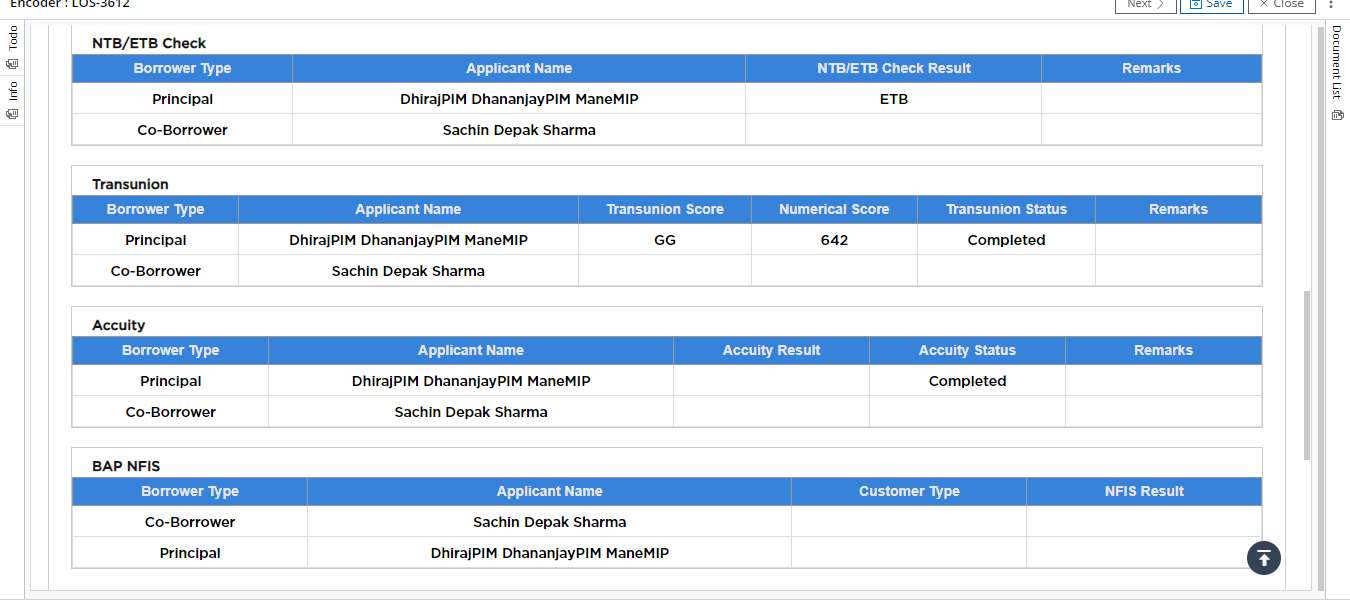 Encoder : LOS-3612
Next
Save
Close
Todo
Info
Document List
NTB/ETB Check
Borrower Type Applicant Name NTB/ETB Check Result Remarks
Principal DhirajPIM DhananjayPIM ManeMIP ETB
Co-Borrower Sachin Depak Sharma
Transunion
Borrower Type Applicant Name Transunion Score Numerical Score Transunion Status Remarks
Principal DhirajPIM DhananjayPIM ManeMIP GG 642 Completed
Co-Borrower Sachin Depak Sharma
Accuity
Borrower Type Applicant Name Accuity Result Accuity Status Remarks
Principal DhirajPIM DhananjayPIM ManeMIP Completed
Co-Borrower Sachin Depak Sharma
BAP NFIS
Borrower Type Applicant Name Customer Type NFIS Result
Co-Borrower Sachin Depak Sharma
Principal DhirajPIM DhananjayPIM ManeMIP